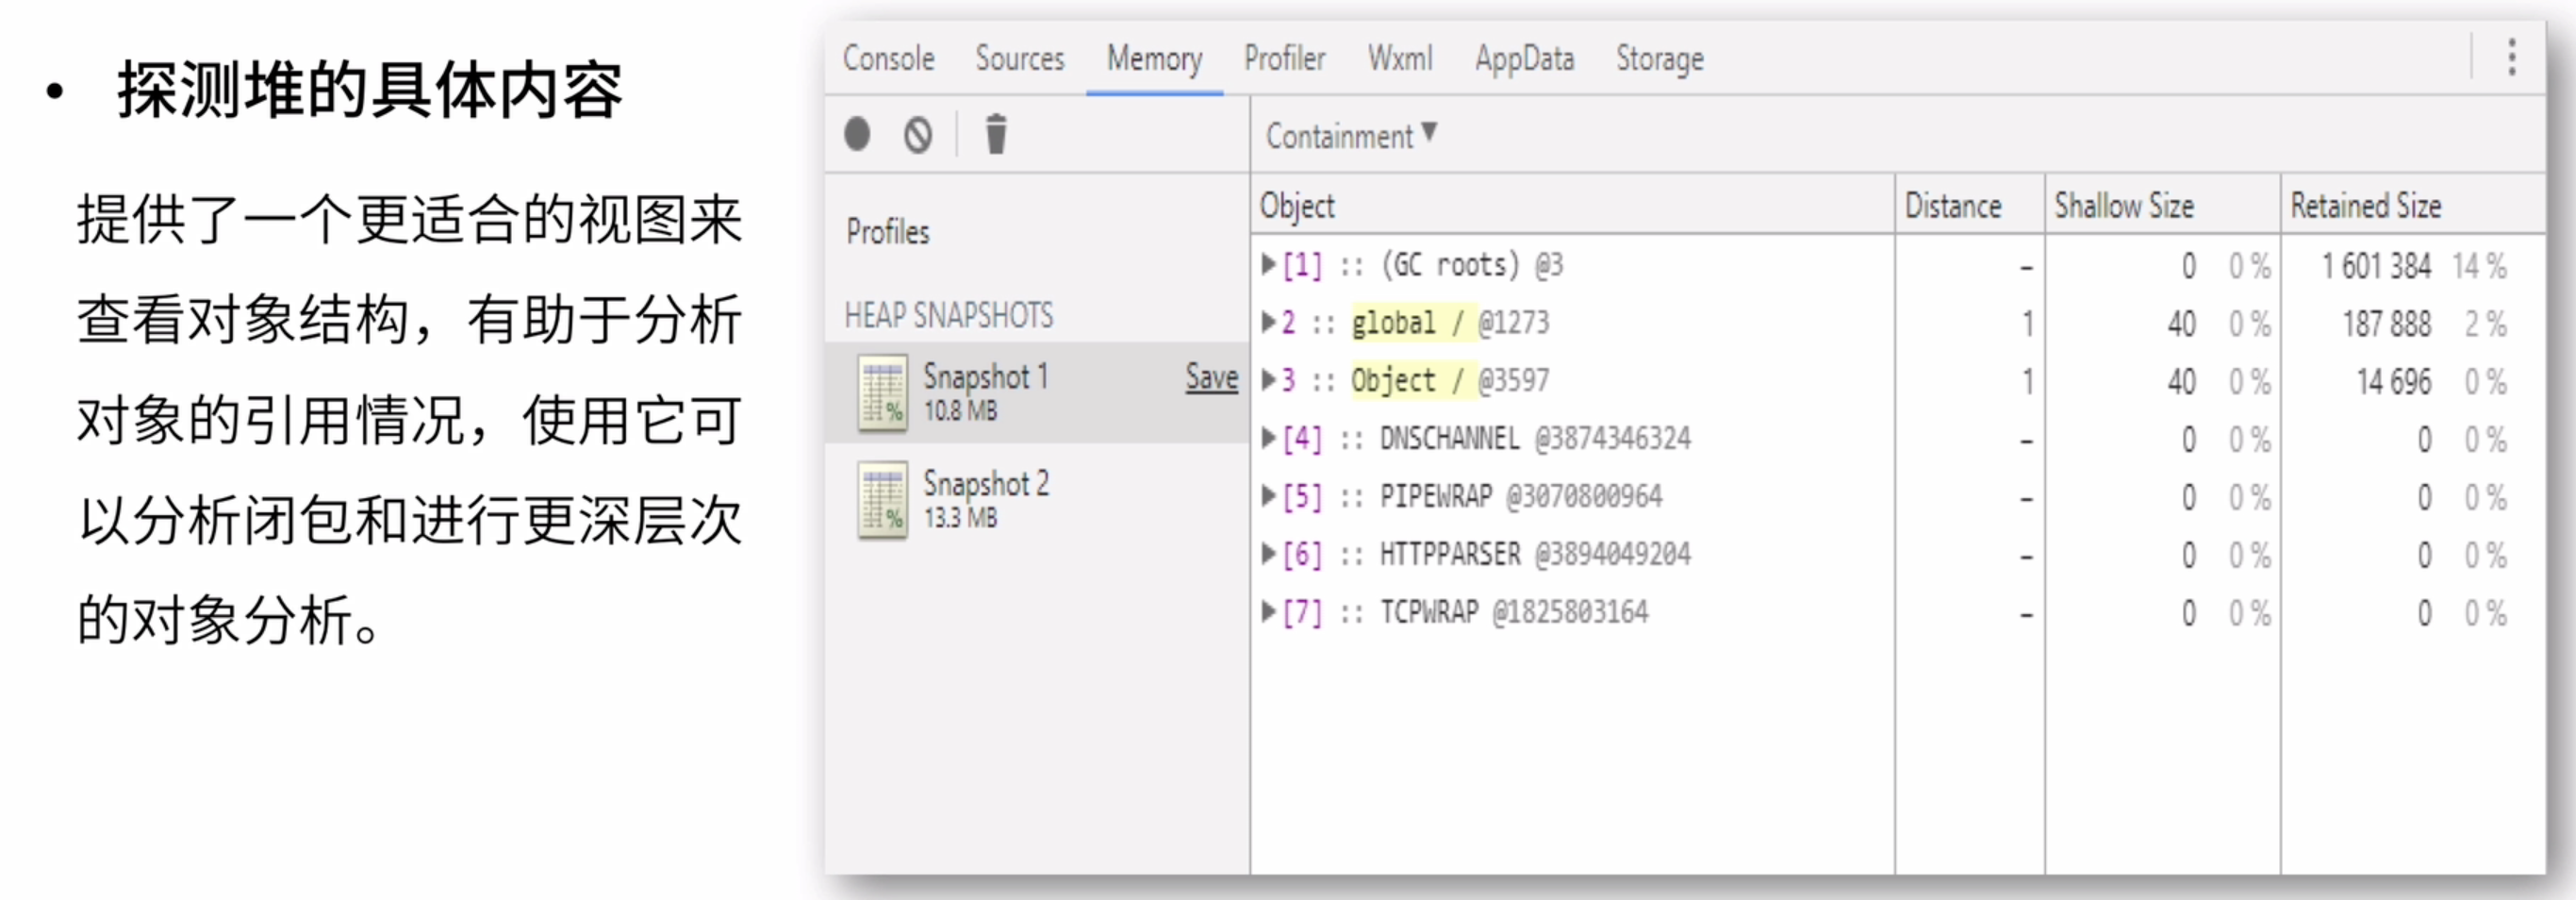 • 探测堆的具体内容
提供了一个更适合的视图来
查看对象结构，有助于分析
对象的引用情况，使用它可
以分析闭包和进行更深层次
的对象分析。
Console Sources Memory Profiler Wxml AppData Storage
Containment ▼
Profiles
HEAP SNAPSHOTS
Snapshot 1 Save
10.8 MB
Snapshot 2
13.3 MB
Object Distance Shallow Size Retained Size
▶[1] :: (GC roots) @3 – 0 0 % 1 601 384 14 %
▶2 :: global / @1273 1 40 0 % 187 888 2 %
▶3 :: Object / @3597 1 40 0 % 14 696 0 %
▶[4] :: DNSCHANNEL @3874346324 – 0 0 % 0 0 %
▶[5] :: PIPEWRAP @3070800964 – 0 0 % 0 0 %
▶[6] :: HTTPPARSER @3894049204 – 0 0 % 0 0 %
▶[7] :: TCPWRAP @1825803164 – 0 0 % 0 0 %